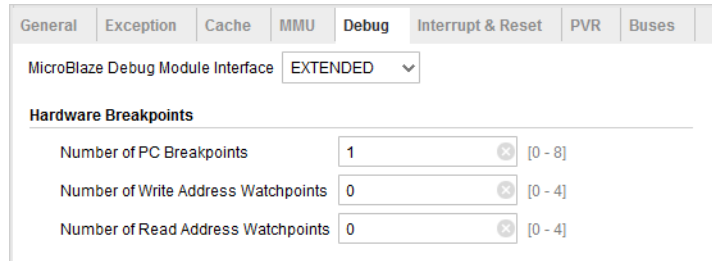 General Exception Cache MMU Debug Interrupt & Reset PVR Buses
MicroBlaze Debug Module Interface EXTENDED
Hardware Breakpoints
Number of PC Breakpoints 1 [0 - 8]
Number of Write Address Watchpoints 0 [0 - 4]
Number of Read Address Watchpoints 0 [0 - 4]